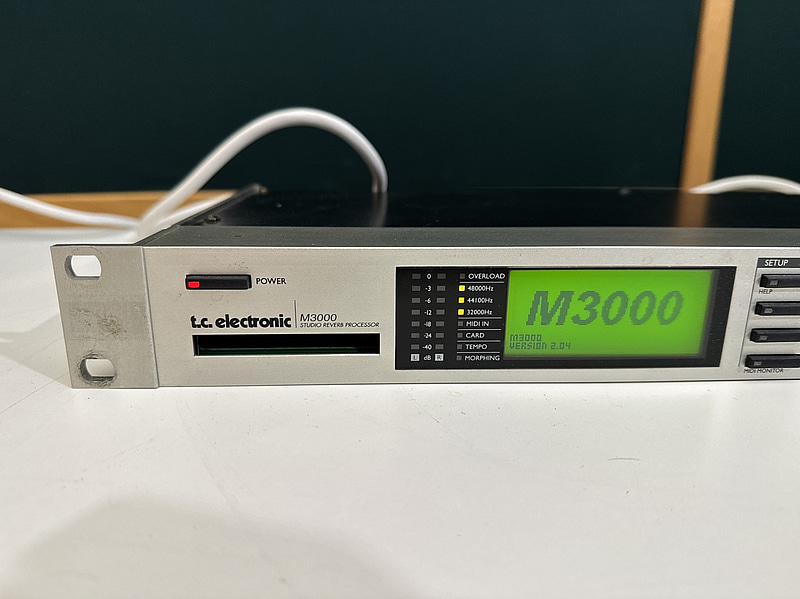 POWER
t.c. electronic
M3000
STUDIO REVERB PROCESSOR
0
-3
-6
-12
-18
-24
-40
L dB R
OVERLOAD
48000Hz
44100Hz
32000Hz
MIDI IN
CARD
TEMPO
MORPHING
M3000
M3000
VERSION 2.04
SETUP
HELP
MIDI MONITOR